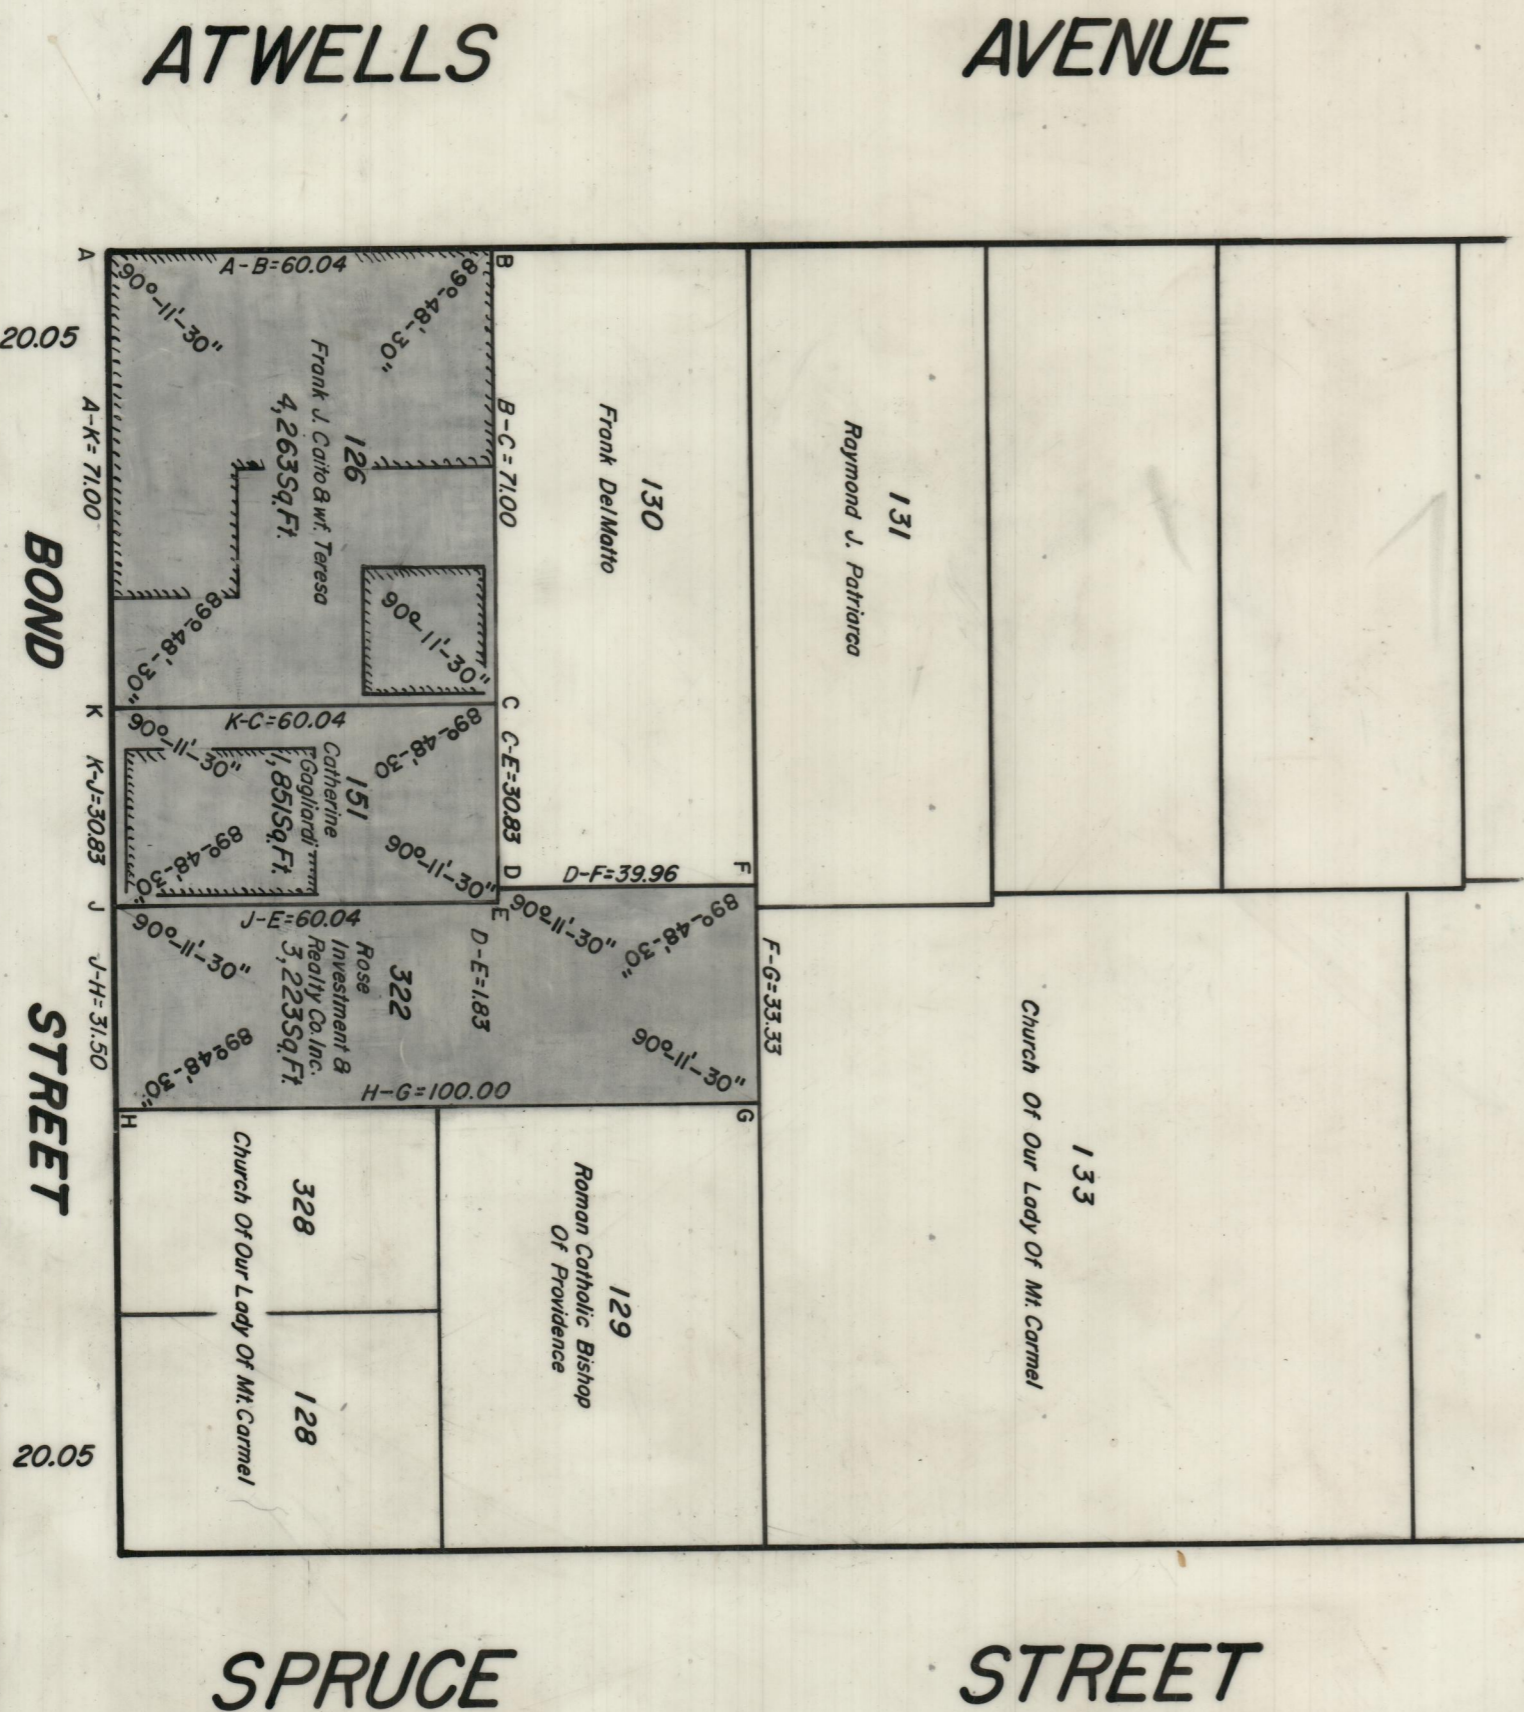 ATWELLS AVENUE
A
A-B=60.04
B
90°-11'-30"
89°-48'-30"
20.05
A-K=71.00
126
Frank J. Caito & wf. Teresa
4,263 Sq. Ft.
B-C=71.00
130
Frank DelMatto
131
Raymond J. Patriarca
89°-48'-30"
90°-11'-30"
BOND STREET
K
K-C=60.04
C
90°-11'-30"
89°-48'-30
K-J=30.83
151
Catherine
Gagliardi
1,851 Sq. Ft.
C-E=30.83
89°-48'-30"
90°-11'-30"
D
D-F=39.96
F
J
J-E=60.04
E
90°-11'-30"
90°-11'-30"
89°-48'-30"
J-H=31.50
322
Rose
Investment &
Realty Co. Inc.
3,223 Sq. Ft.
D-E=1.83
F-G=33.33
89°48'-30"
90°-11'-30"
H-G=100.00
H
G
328
128
Church Of Our Lady Of Mt. Carmel
129
Roman Catholic Bishop
Of Providence
133
Church Of Our Lady Of Mt. Carmel
20.05
SPRUCE STREET